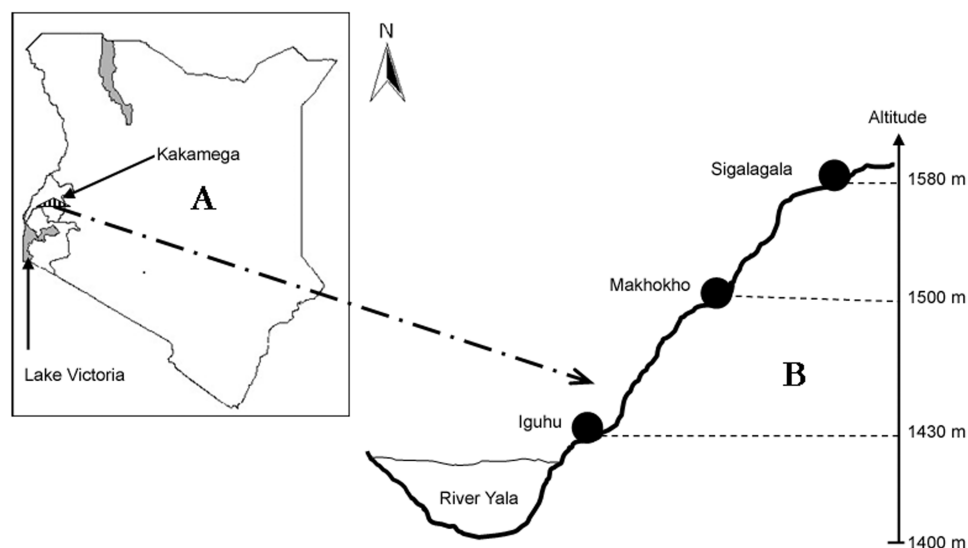 N
Altitude
Kakamega
Sigalagala
1580 m
A
Makhokho
1500 m
Lake Victoria
B
Iguhu
1430 m
River Yala
1400 m